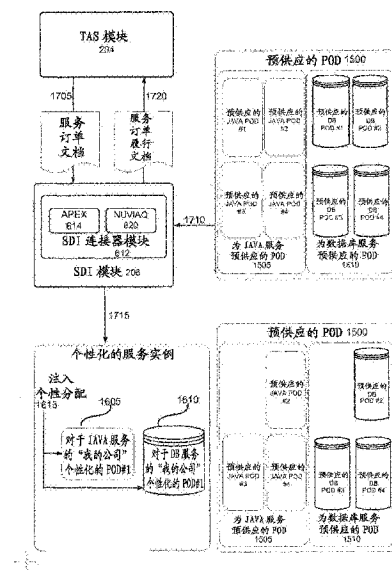 TAS 模块
204
1705
1720
服务
订单
文档
服务
订单
履行
文档
APEX
814
NUVIAQ
820
SDI 连接器模块
612
SDI 模块 206
1710
1715
预供应的 POD 1500
预供应的
JAVA POD
#1
预供应的
JAVA POD
#2
预供应的
JAVA POD
#3
预供应的
JAVA POD
#4
预供应的
DB
POD #1
预供应的
DB
POD #2
预供应的
DB
POD #3
预供应的
DB
POD #4
为 JAVA 服务
预供应的 POD
1505
为数据库服务
预供应的 POD
1510
个性化的服务实例
注入
个性分配
1615
1605
1610
对于 JAVA 服务
的“我的公司”
个性化的POD#1
对于 DB 服务
的“我的公司”
个性化的POD#1
预供应的 POD 1500
预供应的
JAVA POD
#2
预供应的
JAVA POD
#3
预供应的
JAVA POD
#4
预供应的
DB
POD #2
预供应的
DB
POD #3
预供应的
DB
POD #4
为 JAVA 服务
预供应的 POD
1505
为数据库服务
预供应的 POD
1510